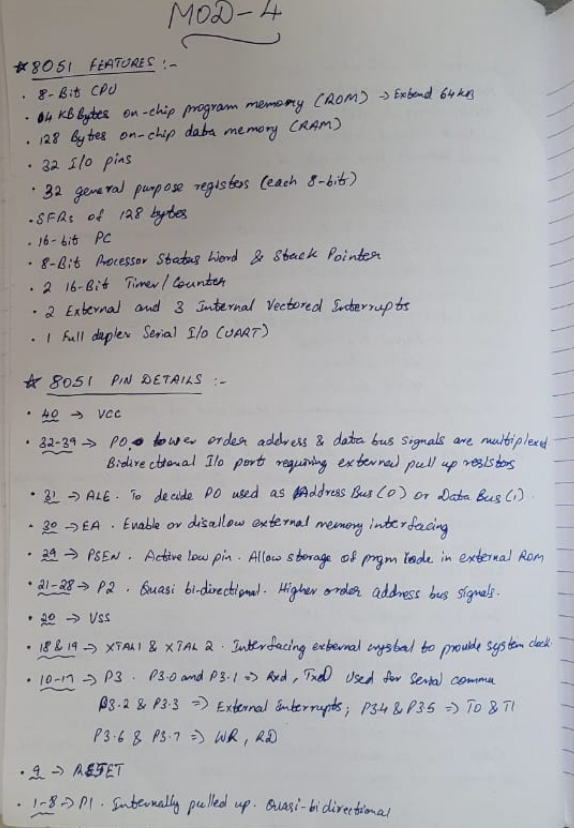 MOD-4
☆ 8051 FEATURES :-
· 8-Bit CPU
· 04 KB Bytes on-chip program memory (ROM) → Extend 64KB
· 128 Bytes on-chip data memory (RAM)
· 32 I/O pins
· 32 general purpose registers (each 8-bit)
· SFRs of 128 bytes
· 16-bit PC
· 8-Bit Processor Status Word & Stack Pointer
· 2 16-Bit Timer/Counter
· 2 External and 3 Internal Vectored Interrupts
· 1 Full duplex Serial I/O (UART)
☆ 8051 PIN DETAILS :-
· 40 → VCC
· 32-39 → P0. Lower order address & data bus signals are multiplexed
Bidirectional I/o port requiring external pull up resistors
· 31 → ALE. To decide P0 used as Address Bus (0) or Data Bus (1).
· 30 → EA. Enable or disallow external memory interfacing
· 29 → PSEN. Active low pin. Allow storage of prgm code in external ROM
· 21-28 → P2. Quasi bi-directional. Higher order address bus signals.
· 20 → VSS
· 18 & 19 → XTAL1 & XTAL 2. Interfacing external crystal to provide system clock.
· 10-17 → P3. P3.0 and P3.1 => Rxd, TxD Used for Serial commu
P3.2 & P3.3 => External Interrupts; P3.4 & P3.5 => T0 & T1
P3.6 & P3.7 => WR, RD
· 9 → RESET
· 1-8 → P1. Internally pulled up. Quasi-bidirectional